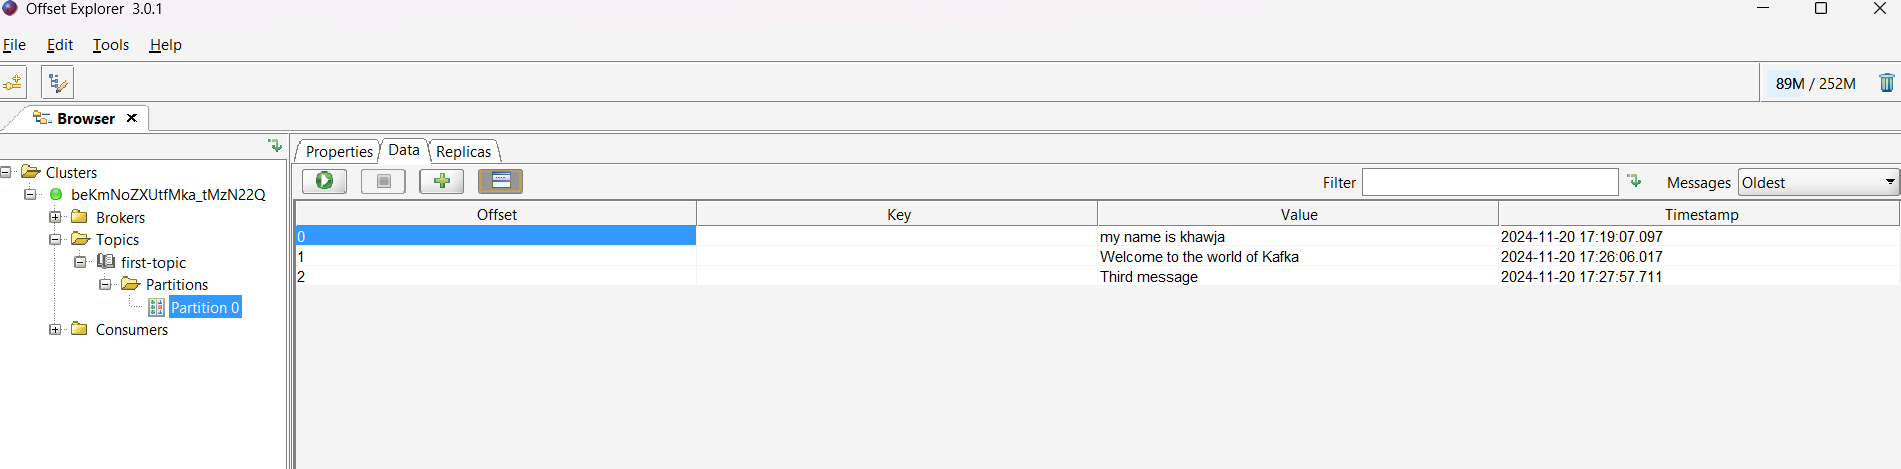 Offset Explorer 3.0.1
File Edit Tools Help
89M / 252M
Browser
Properties Data Replicas
Clusters
beKmNoZXUtfMka_tMzN22Q
Brokers
Topics
first-topic
Partitions
Partition 0
Consumers
Filter Messages Oldest
Offset Key Value Timestamp
0 my name is khawja 2024-11-20 17:19:07.097
1 Welcome to the world of Kafka 2024-11-20 17:26:06.017
2 Third message 2024-11-20 17:27:57.711